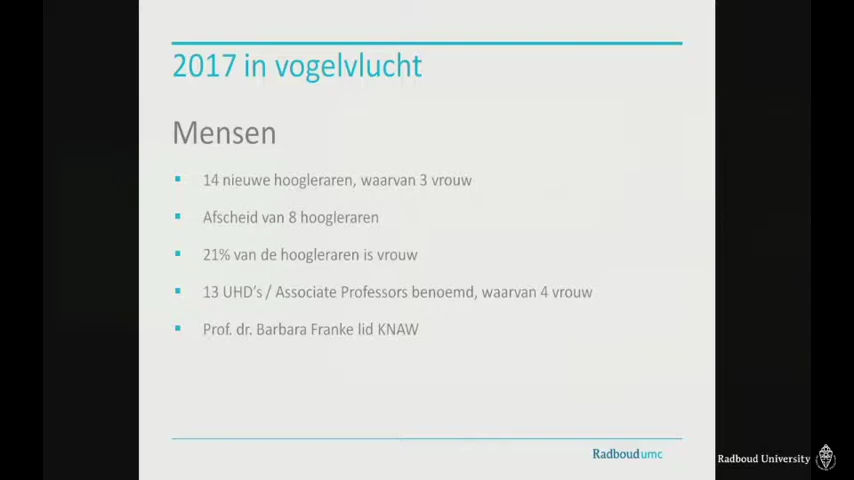 2017 in vogelvlucht
Mensen
14 nieuwe hoogleraren, waarvan 3 vrouw
Afscheid van 8 hoogleraren
21% van de hoogleraren is vrouw
13 UHD's / Associate Professors benoemd, waarvan 4 vrouw
Prof. dr. Barbara Franke lid KNAW
Radboudumc
Radboud University